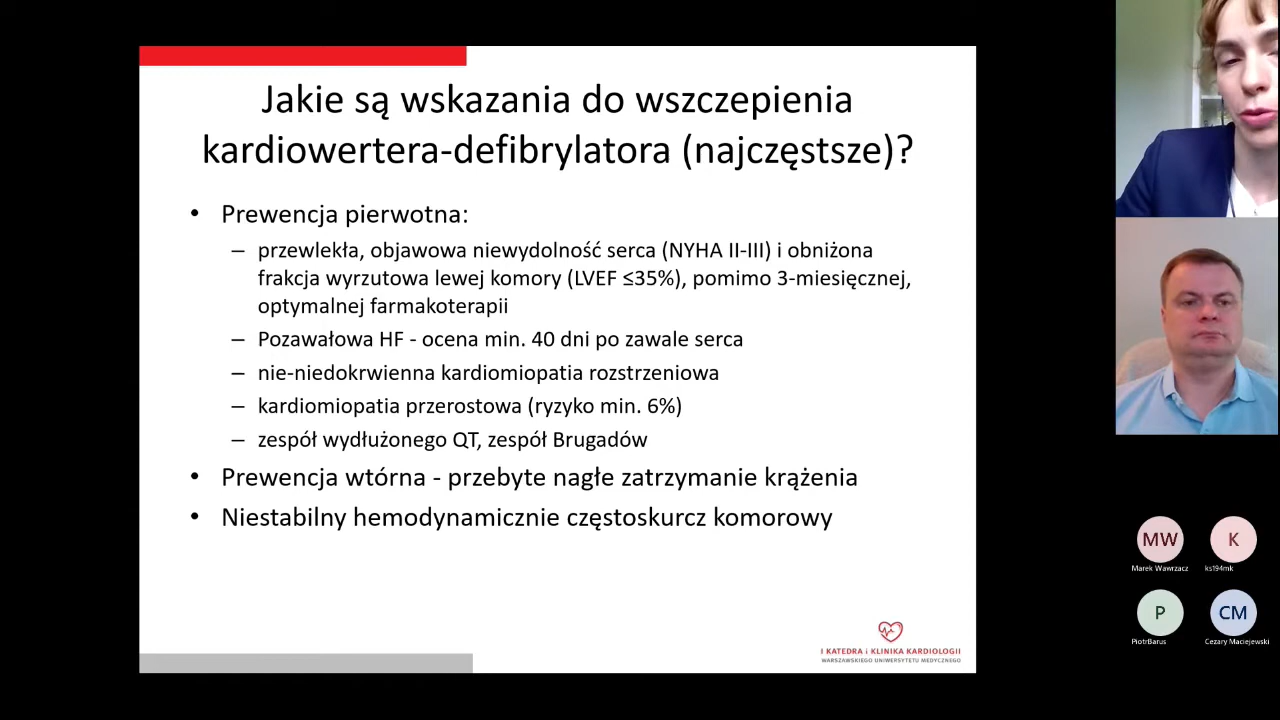 Jakie są wskazania do wszczepienia
kardiowertera-defibrylatora (najczęstsze)?
• Prewencja pierwotna:
– przewlekła, objawowa niewydolność serca (NYHA II-III) i obniżona
frakcja wyrzutowa lewej komory (LVEF ≤35%), pomimo 3-miesięcznej,
optymalnej farmakoterapii
– Pozawałowa HF - ocena min. 40 dni po zawale serca
– nie-niedokrwienna kardiomiopatia rozstrzeniowa
– kardiomiopatia przerostowa (ryzyko min. 6%)
– zespół wydłużonego QT, zespół Brugadów
• Prewencja wtórna - przebyte nagłe zatrzymanie krążenia
• Niestabilny hemodynamicznie częstoskurcz komorowy
I KATEDRA i KLINIKA KARDIOLOGII
WARSZAWSKIEGO UNIWERSYTETU MEDYCZNEGO
MW
K
Marek Wawrzacz
ks194mk
P
CM
PiotrBarus
Cezary Maciejewski